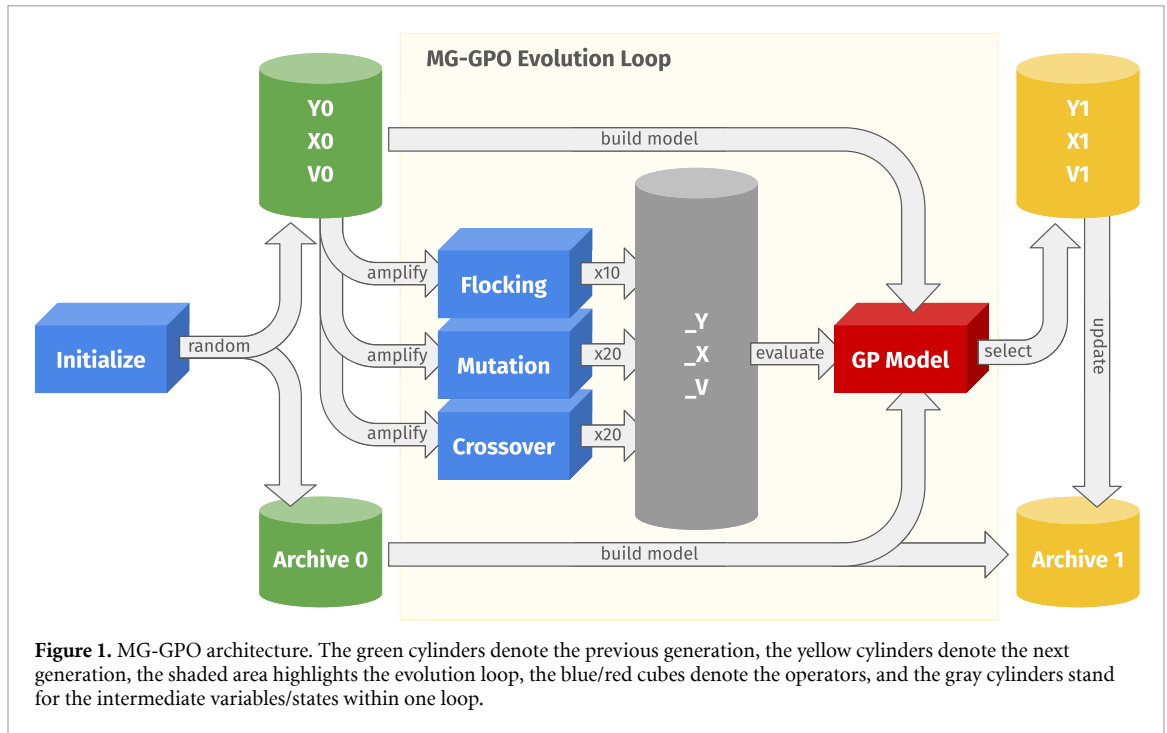 MG-GPO Evolution Loop
Y0
X0
V0
Y1
X1
V1
build model
amplify
Flocking
x10
Initialize
random
amplify
Mutation
x20
_Y
_X
_V
evaluate
GP Model
select
update
amplify
Crossover
x20
Archive 0
build model
Archive 1
Figure 1. MG-GPO architecture. The green cylinders denote the previous generation, the yellow cylinders denote the next
generation, the shaded area highlights the evolution loop, the blue/red cubes denote the operators, and the gray cylinders stand
for the intermediate variables/states within one loop.